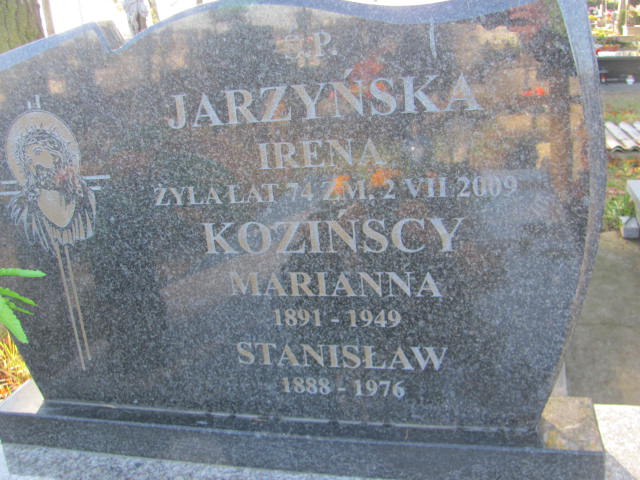 Ś.P.
JARZYŃSKA
IRENA
ŻYŁA LAT 74 ZM. 2 VII 2009
KOZIŃSCY
MARIANNA
1891 - 1949
STANISŁAW
1888 - 1976